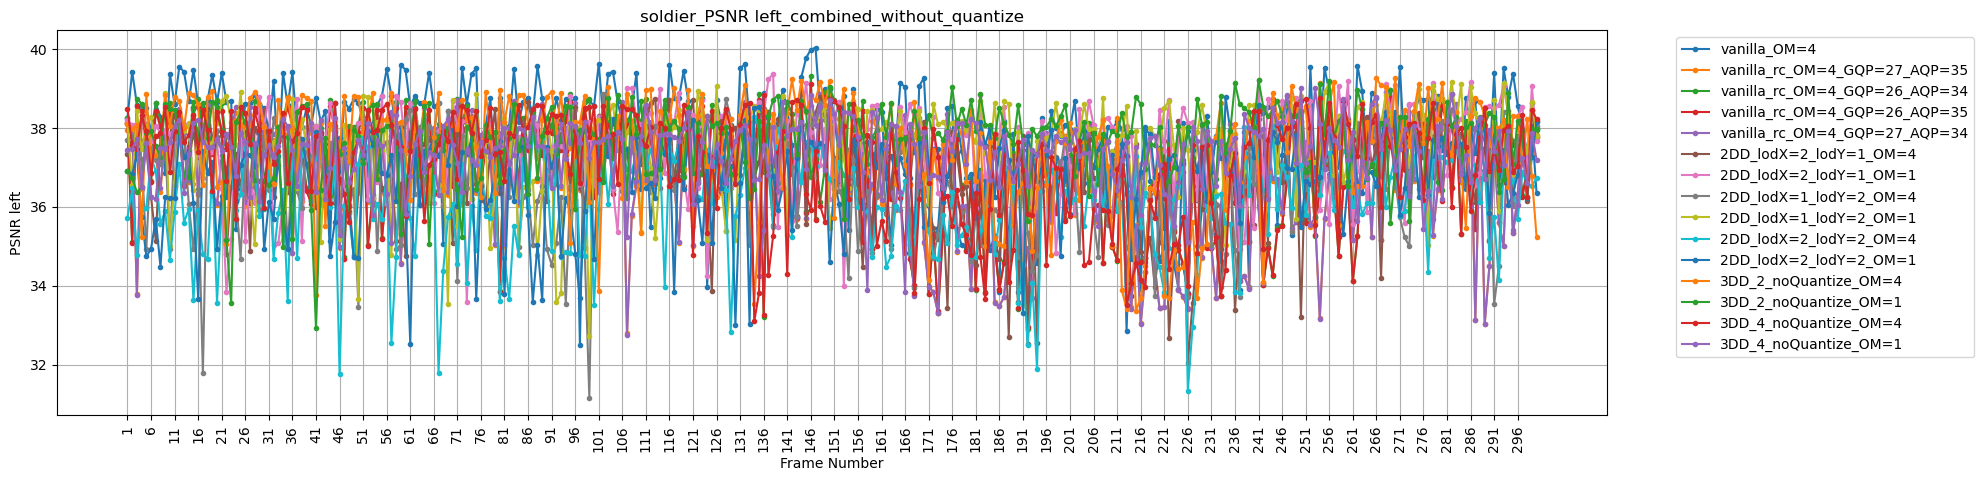 soldier_PSNR left_combined_without_quantize
PSNR left
40
38
36
34
32
1 6 11 16 21 26 31 36 41 46 51 56 61 66 71 76 81 86 91 96 101 106 111 116 121 126 131 136 141 146 151 156 161 166 171 176 181 186 191 196 201 206 211 216 221 226 231 236 241 246 251 256 261 266 271 276 281 286 291 296
Frame Number
vanilla_OM=4
vanilla_rc_OM=4_GQP=27_AQP=35
vanilla_rc_OM=4_GQP=26_AQP=34
vanilla_rc_OM=4_GQP=26_AQP=35
vanilla_rc_OM=4_GQP=27_AQP=34
2DD_lodX=2_lodY=1_OM=4
2DD_lodX=2_lodY=1_OM=1
2DD_lodX=1_lodY=2_OM=4
2DD_lodX=1_lodY=2_OM=1
2DD_lodX=2_lodY=2_OM=4
2DD_lodX=2_lodY=2_OM=1
3DD_2_noQuantize_OM=4
3DD_2_noQuantize_OM=1
3DD_4_noQuantize_OM=4
3DD_4_noQuantize_OM=1